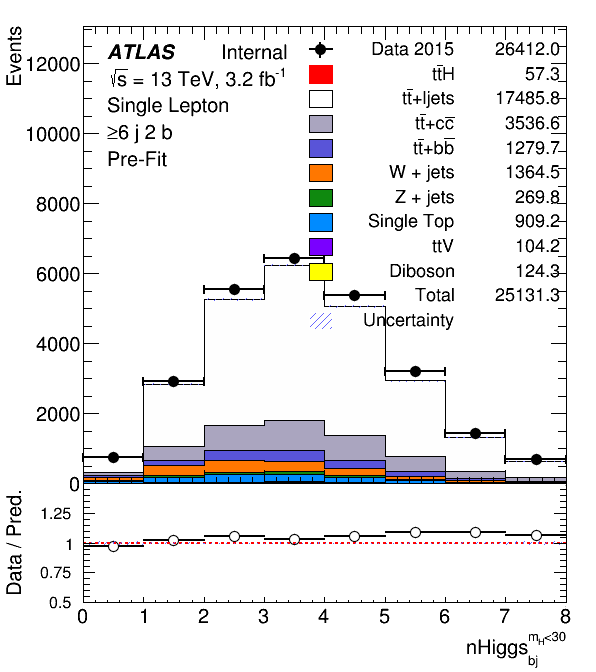 Events
ATLAS Internal
√s = 13 TeV, 3.2 fb⁻¹
Single Lepton
≥6 j 2 b
Pre-Fit
Data 2015 26412.0
tt̄H 57.3
tt̄+ljets 17485.8
tt̄+cc̄ 3536.6
tt̄+bb̄ 1279.7
W + jets 1364.5
Z + jets 269.8
Single Top 909.2
ttV 104.2
Diboson 124.3
Total 25131.3
Uncertainty
12000
10000
8000
6000
4000
2000
0
Data / Pred.
1.25
1
0.75
0.5
0 1 2 3 4 5 6 7 8
nHiggs_bj^{m_H<30}